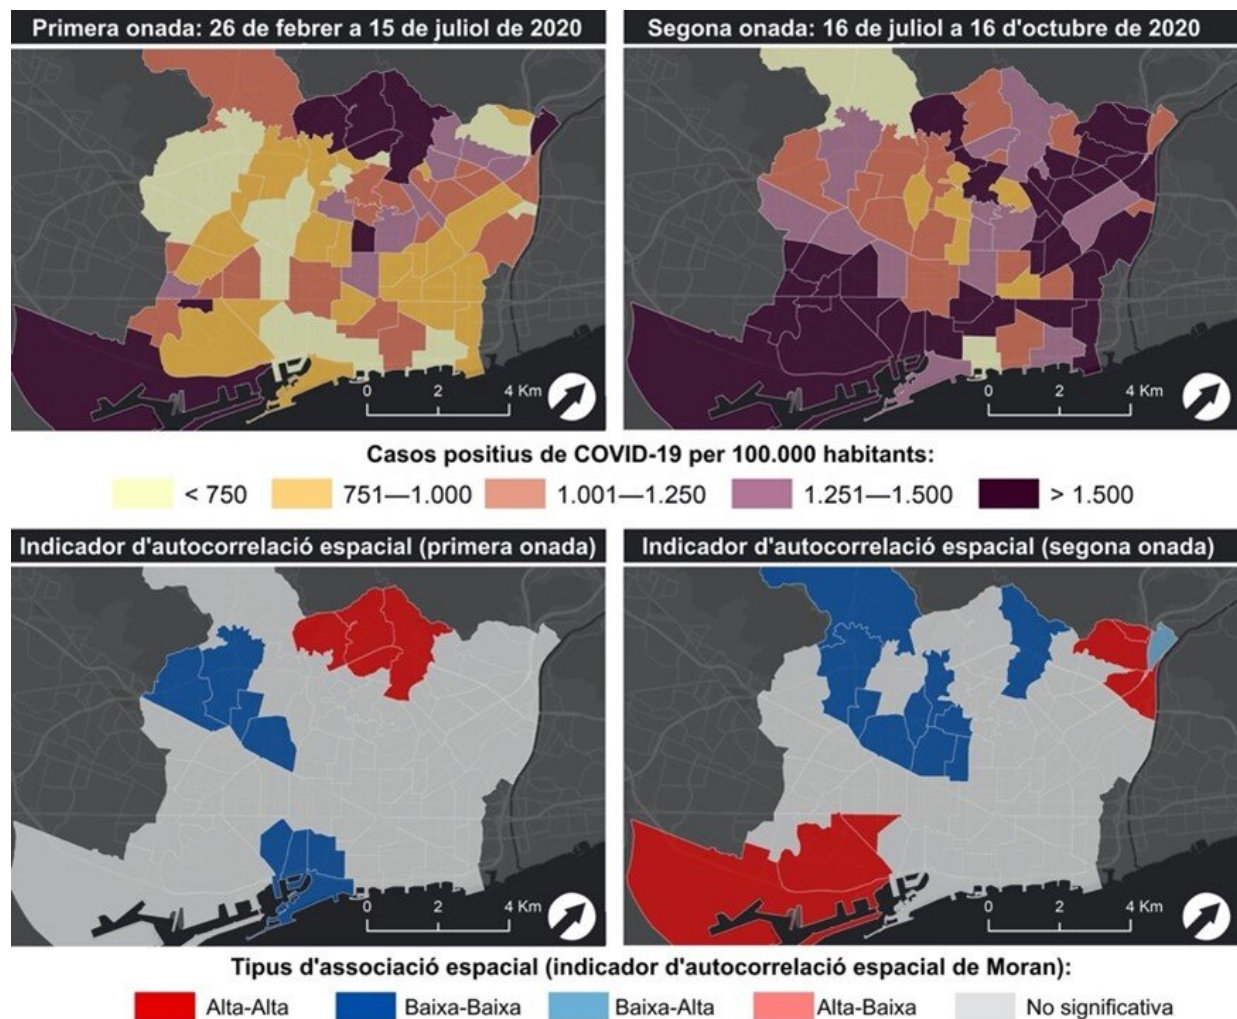 Primera onada: 26 de febrer a 15 de juliol de 2020
Segona onada: 16 de juliol a 16 d'octubre de 2020
0 2 4 Km
0 2 4 Km
Casos positius de COVID-19 per 100.000 habitants:
< 750 751—1.000 1.001—1.250 1.251—1.500 > 1.500
Indicador d'autocorrelació espacial (primera onada)
Indicador d'autocorrelació espacial (segona onada)
0 2 4 Km
0 2 4 Km
Tipus d'associació espacial (indicador d'autocorrelació espacial de Moran):
Alta-Alta Baixa-Baixa Baixa-Alta Alta-Baixa No significativa